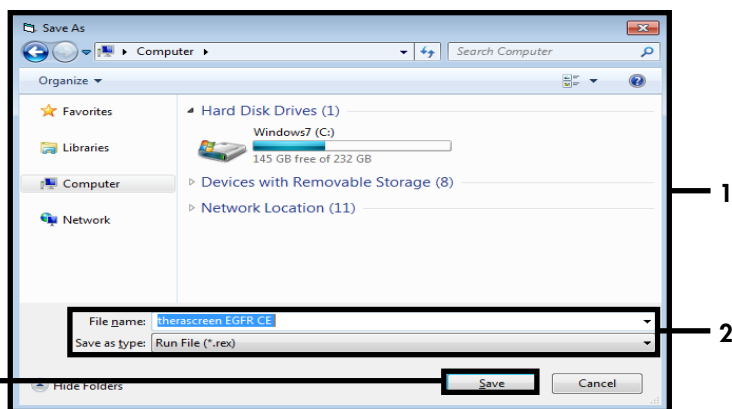 Save As
Computer
Search Computer
Organize
Favorites
Hard Disk Drives (1)
Windows7 (C:)
145 GB free of 232 GB
Libraries
Computer
Devices with Removable Storage (8)
Network Location (11)
Network
1
File name: therascreen EGFR CE
Save as type: Run File (*.rex)
2
Hide Folders
Save
Cancel